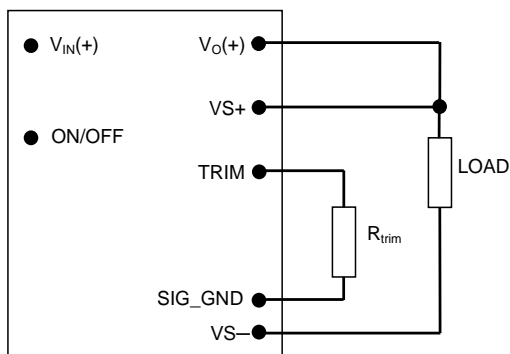 V_IN(+)
V_O(+)
VS+
ON/OFF
LOAD
TRIM
R_trim
SIG_GND
VS─